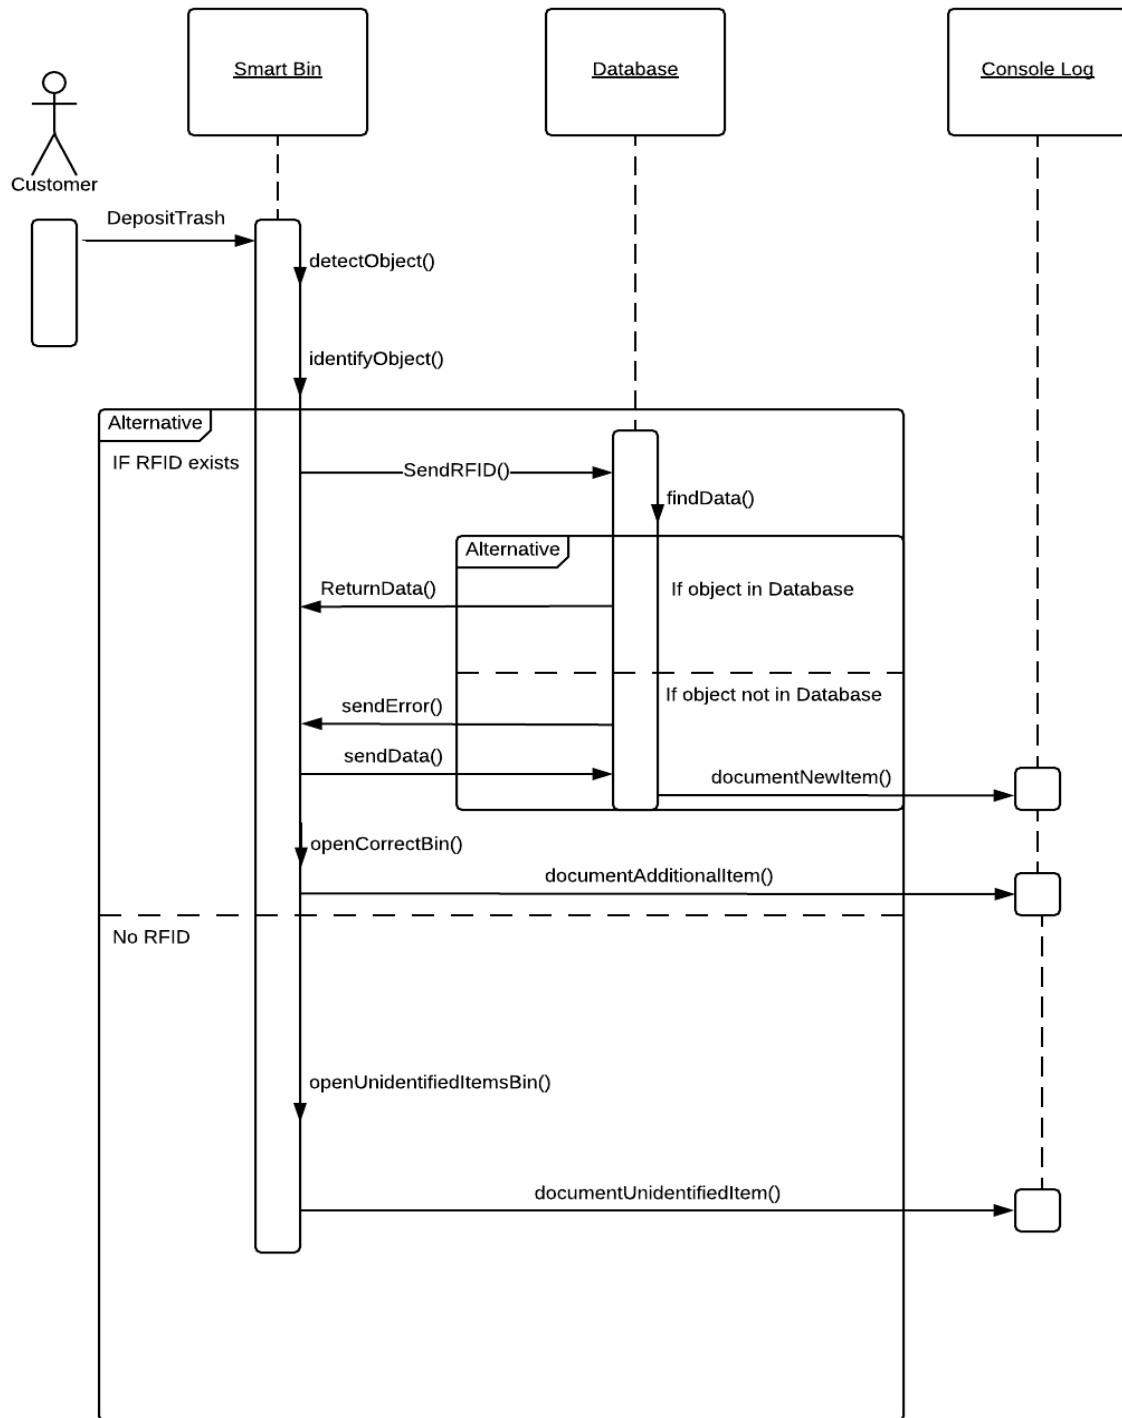 Smart Bin
Database
Console Log
Customer
DepositTrash
detectObject()
identifyObject()
Alternative
IF RFID exists
SendRFID()
findData()
Alternative
If object in Database
ReturnData()
If object not in Database
sendError()
sendData()
documentNewItem()
openCorrectBin()
documentAdditionalItem()
No RFID
openUnidentifiedItemsBin()
documentUnidentifiedItem()